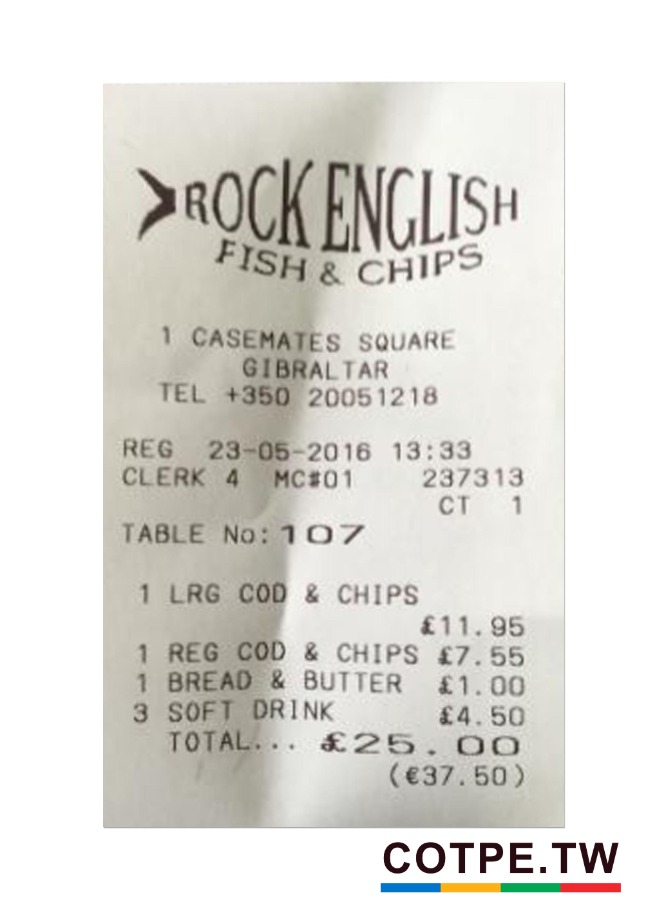 ROCK ENGLISH
FISH & CHIPS
1 CASEMATES SQUARE
GIBRALTAR
TEL +350 20051218
REG 23-05-2016 13:33
CLERK 4 MC#01 237313
CT 1
TABLE No: 107
1 LRG COD & CHIPS
£11.95
1 REG COD & CHIPS £7.55
1 BREAD & BUTTER £1.00
3 SOFT DRINK £4.50
TOTAL... £25.00
(€37.50)
COTPE.TW